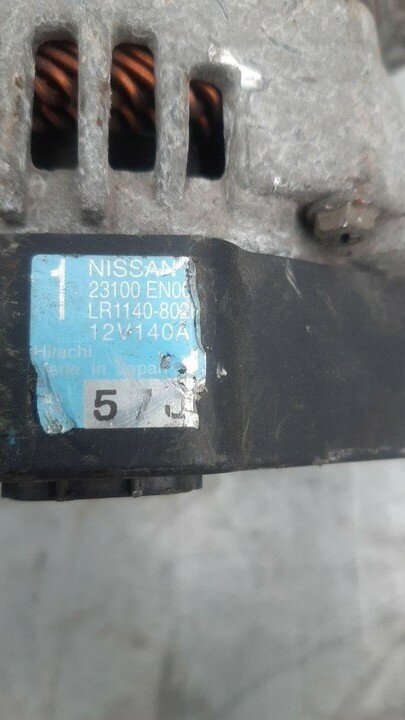 1
NISSAN
23100 EN0
LR1140-802
12V140A
Hitachi
Made in Japan
5 J